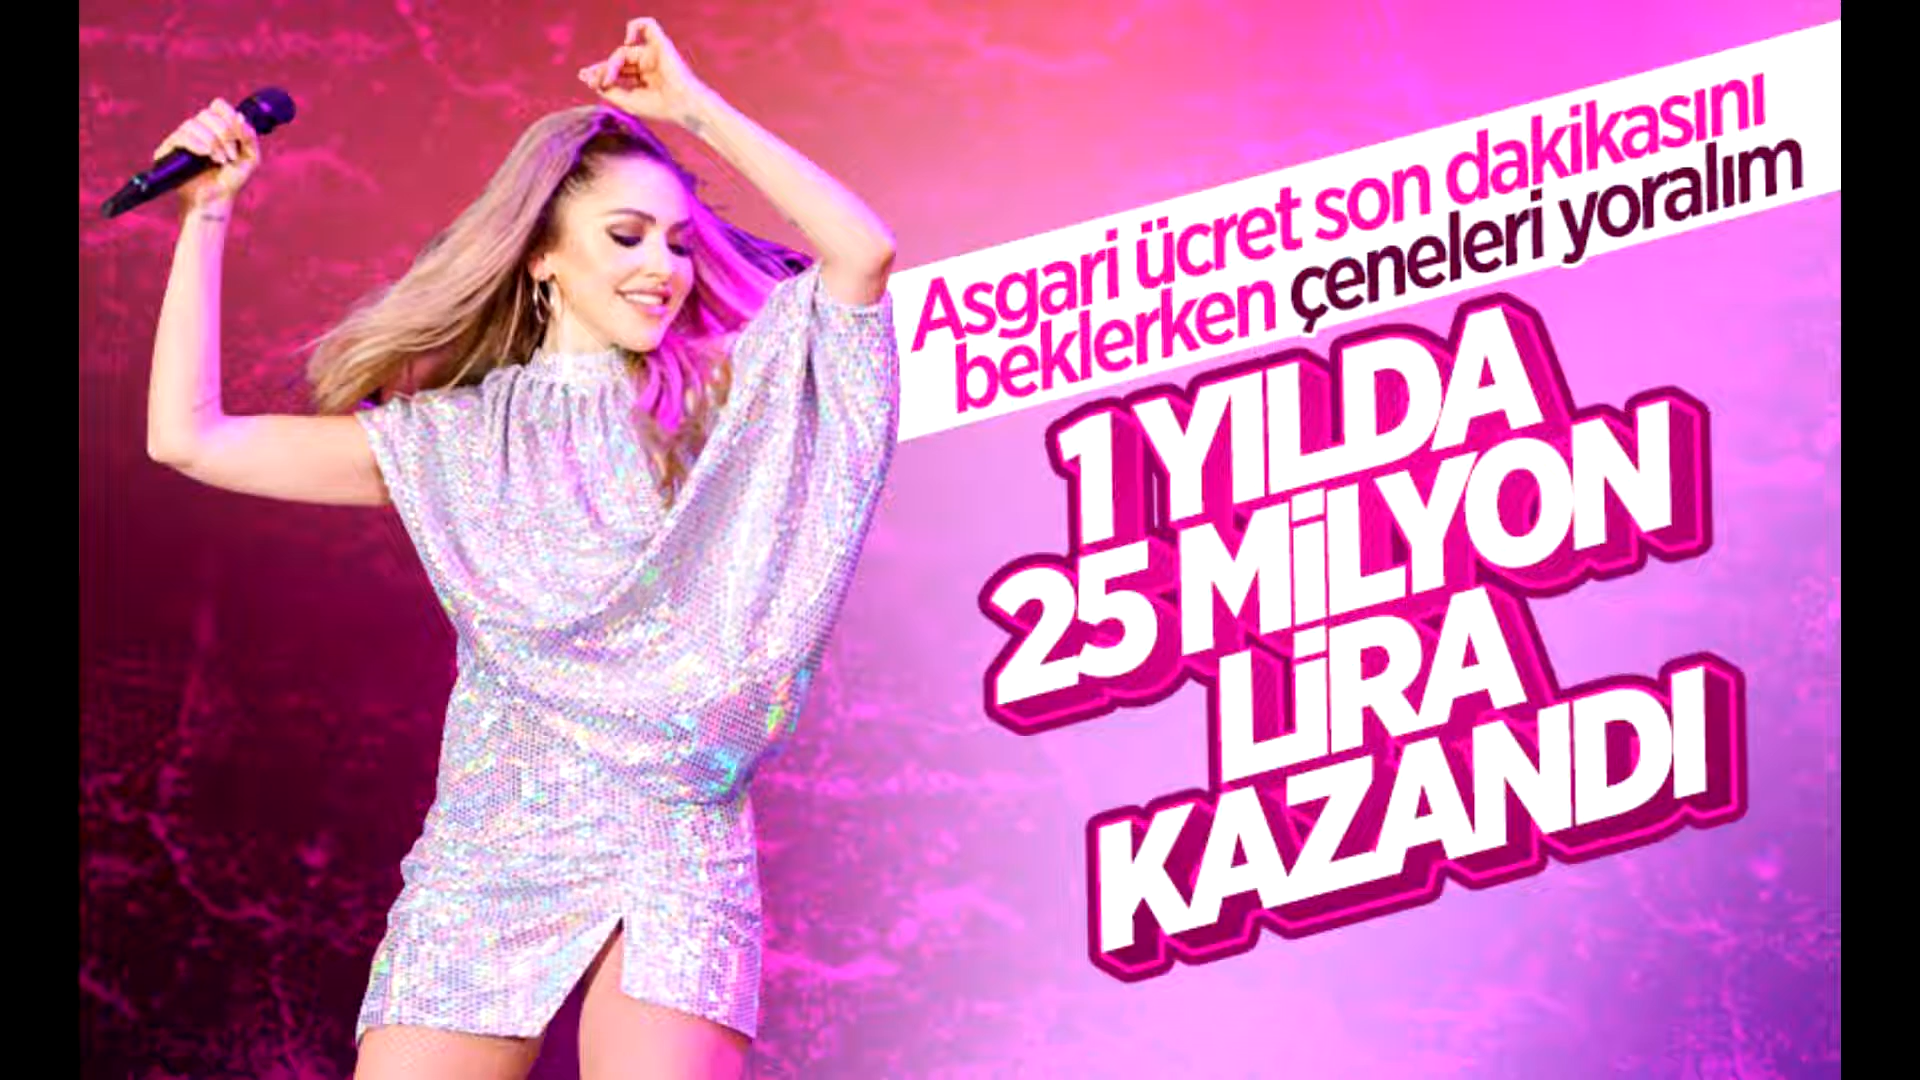 Asgari ücret son dakikasını
beklerken çeneleri yoralım
1 YILDA
25 MİLYON
LİRA
KAZANDI